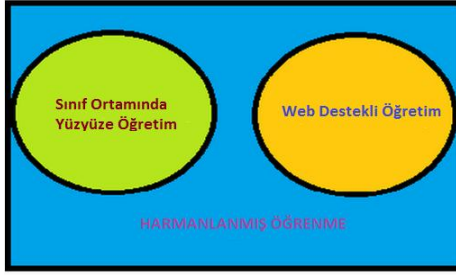 Sınıf Ortamında
Yüzyüze Öğretim
Web Destekli Öğretim
HARMANLANMIŞ ÖĞRENME